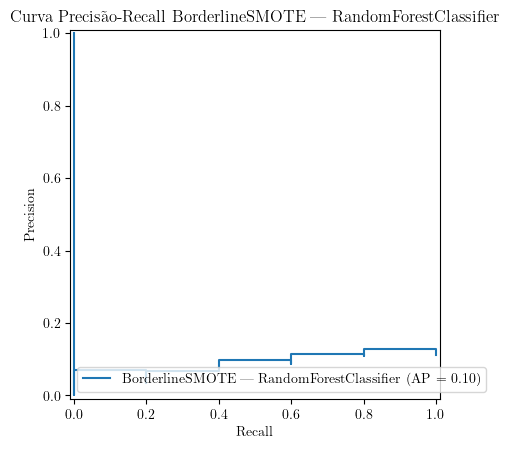 Curva Precisão-Recall BorderlineSMOTE — RandomForestClassifier
1.0
0.8
0.6
0.4
0.2
0.0
Precision
BorderlineSMOTE — RandomForestClassifier (AP = 0.10)
0.0 0.2 0.4 0.6 0.8 1.0
Recall